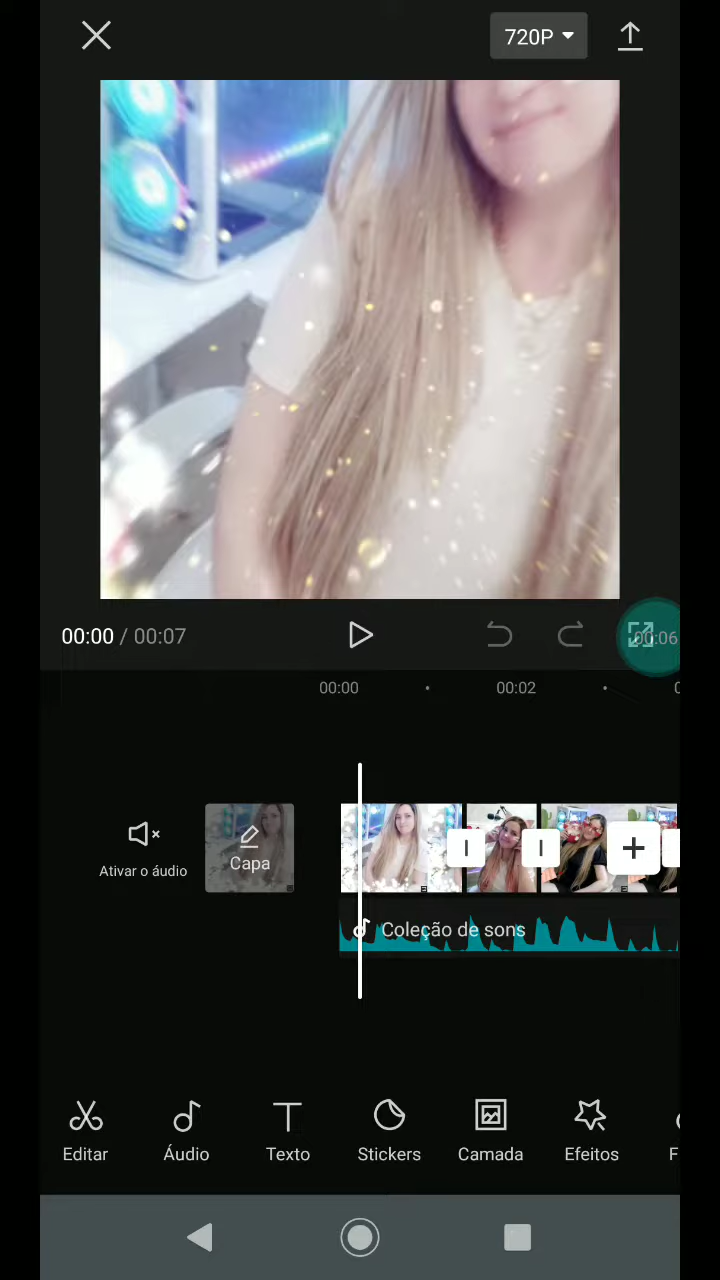 720P
00:00 / 00:07
00:06
00:00
00:02
Ativar o áudio
Capa
Coleção de sons
Editar
Áudio
Texto
Stickers
Camada
Efeitos
F